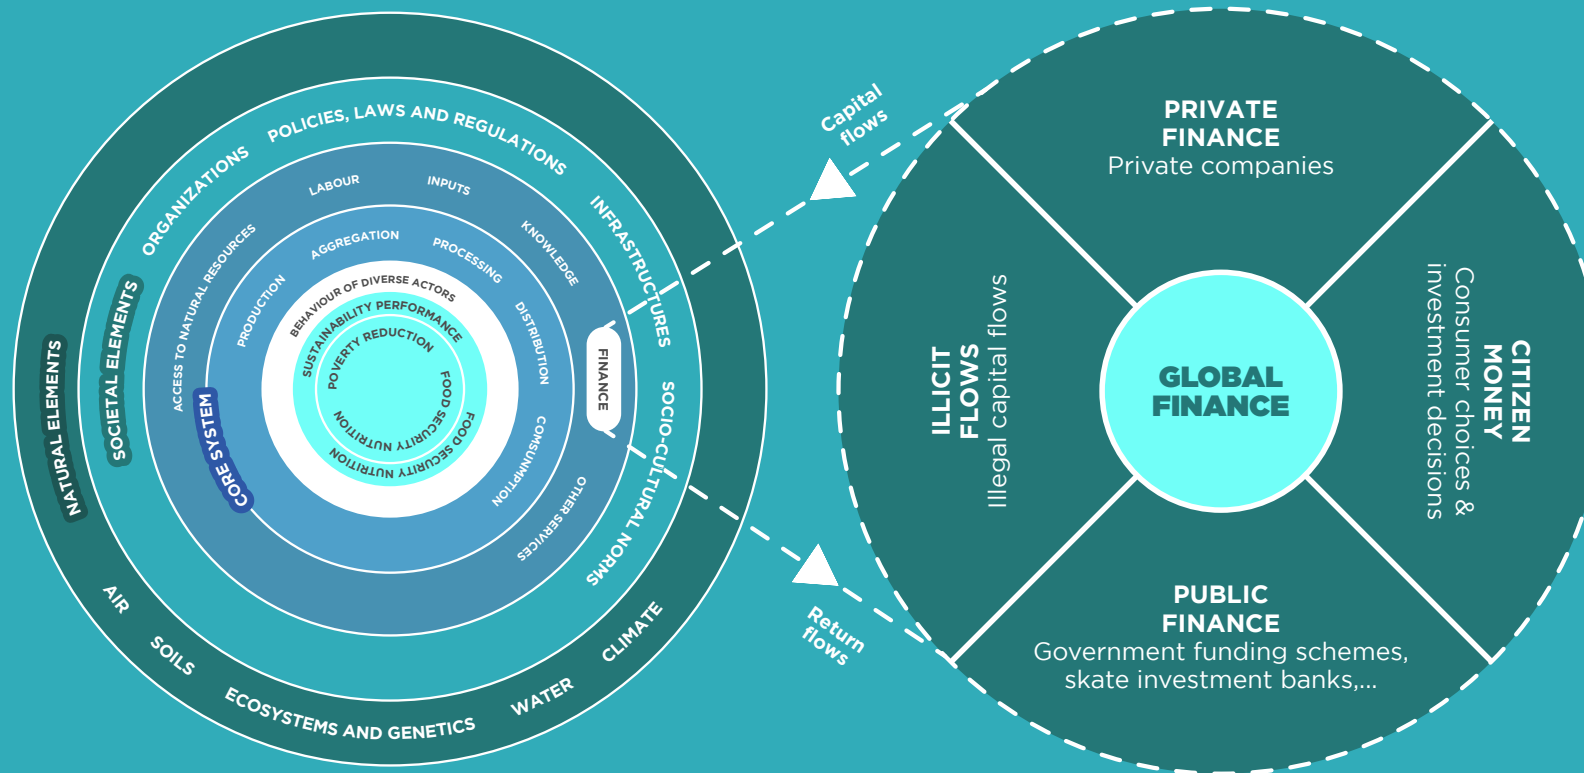 NATURAL ELEMENTS
AIR
SOILS
ECOSYSTEMS AND GENETICS
WATER
CLIMATE
SOCIETAL ELEMENTS
ORGANIZATIONS
POLICIES, LAWS AND REGULATIONS
INFRASTRUCTURES
SOCIO-CULTURAL NORMS
ACCESS TO NATURAL RESOURCES
LABOUR
INPUTS
KNOWLEDGE
FINANCE
OTHER SERVICES
CORE SYSTEM
PRODUCTION
AGGREGATION
PROCESSING
DISTRIBUTION
COMSUNMPTION
BEHAVIOUR OF DIVERSE ACTORS
SUSTAINABILITY PERFORMANCE
FOOD SECURITY NUTRITION
POVERTY REDUCTION
FOOD SECURITY NUTRITION
Capital
flows
Return
flows
PRIVATE
FINANCE
Private companies
ILLICIT
FLOWS
Illegal capital flows
GLOBAL
FINANCE
CITIZEN
MONEY
Consumer choices &
investment decisions
PUBLIC
FINANCE
Government funding schemes,
skate investment banks,...